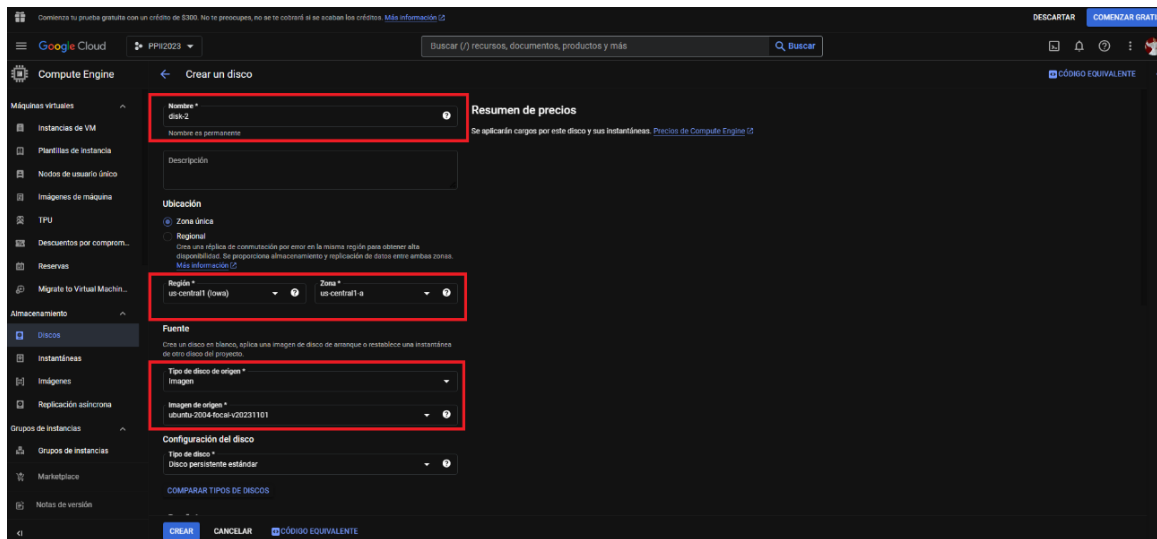 Comienza tu prueba gratuita con un crédito de $300. No te preocupes, no se te cobrará si se acaban los créditos. Más información
DESCARTAR
COMENZAR GRATI
Google Cloud
PPII2023
Buscar (/) recursos, documentos, productos y más
Buscar
Compute Engine
Crear un disco
CÓDIGO EQUIVALENTE
Máquinas virtuales
Instancias de VM
Plantillas de instancia
Nodos de usuario único
Imágenes de máquina
TPU
Descuentos por comprom...
Reservas
Migrate to Virtual Machin...
Almacenamiento
Discos
Instantáneas
Imágenes
Replicación asíncrona
Grupos de instancias
Grupos de instancias
Marketplace
Notas de versión
Nombre *
disk-2
Nombre es permanente
Descripción
Ubicación
Zona única
Regional
Crea una réplica de conmutación por error en la misma región para obtener alta
disponibilidad. Se proporciona almacenamiento y replicación de datos entre ambas zonas.
Más información
Región *
us-central1 (Iowa)
Zona *
us-central1-a
Fuente
Crea un disco en blanco, aplica una imagen de disco de arranque o restablece una instantánea
de otro disco del proyecto.
Tipo de disco de origen *
Imagen
Imagen de origen *
ubuntu-2004-focal-v20231101
Configuración del disco
Tipo de disco *
Disco persistente estándar
COMPARAR TIPOS DE DISCOS
CREAR
CANCELAR
CÓDIGO EQUIVALENTE
Resumen de precios
Se aplicarán cargos por este disco y sus instantáneas. Precios de Compute Engine